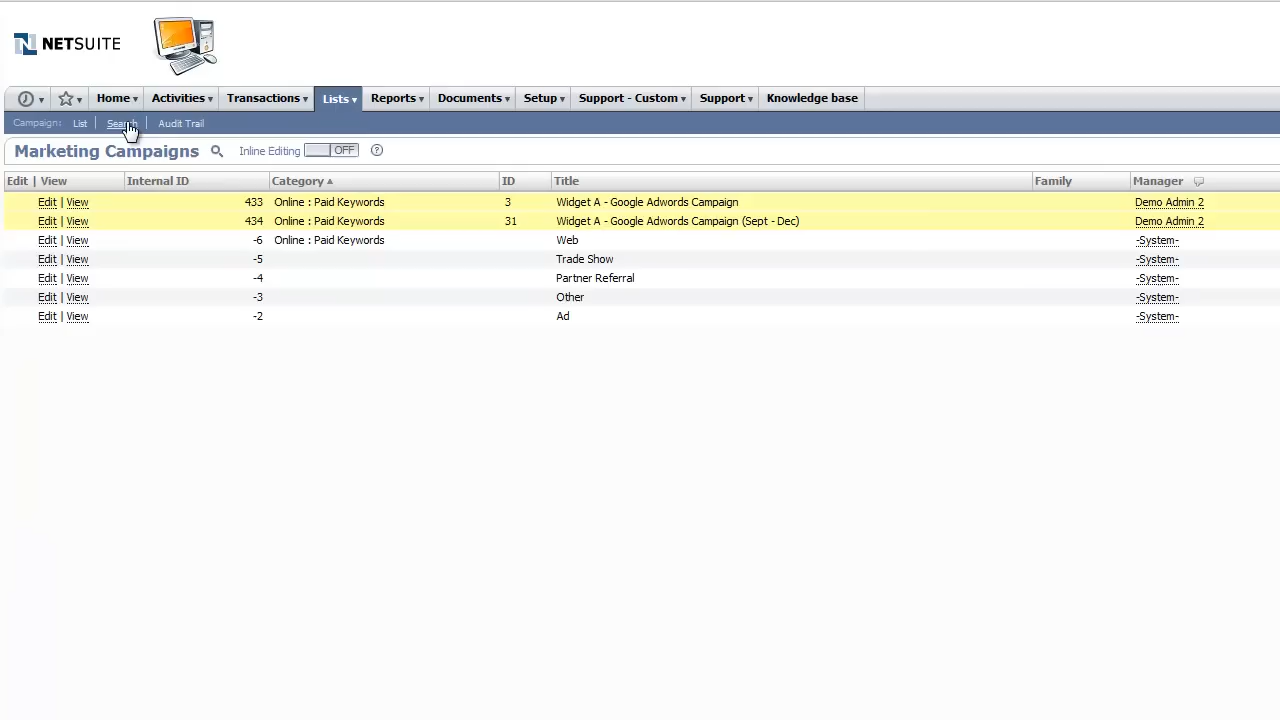 NETSUITE
Home Activities Transactions Lists Reports Documents Setup Support - Custom Support Knowledge base
Campaign: List | Search | Audit Trail
Marketing Campaigns Inline Editing OFF ?
Edit | View Internal ID Category ID Title Family Manager
Edit | View 433 Online : Paid Keywords 3 Widget A - Google Adwords Campaign Demo Admin 2
Edit | View 434 Online : Paid Keywords 31 Widget A - Google Adwords Campaign (Sept - Dec) Demo Admin 2
Edit | View -6 Online : Paid Keywords Web -System-
Edit | View -5 Trade Show -System-
Edit | View -4 Partner Referral -System-
Edit | View -3 Other -System-
Edit | View -2 Ad -System-